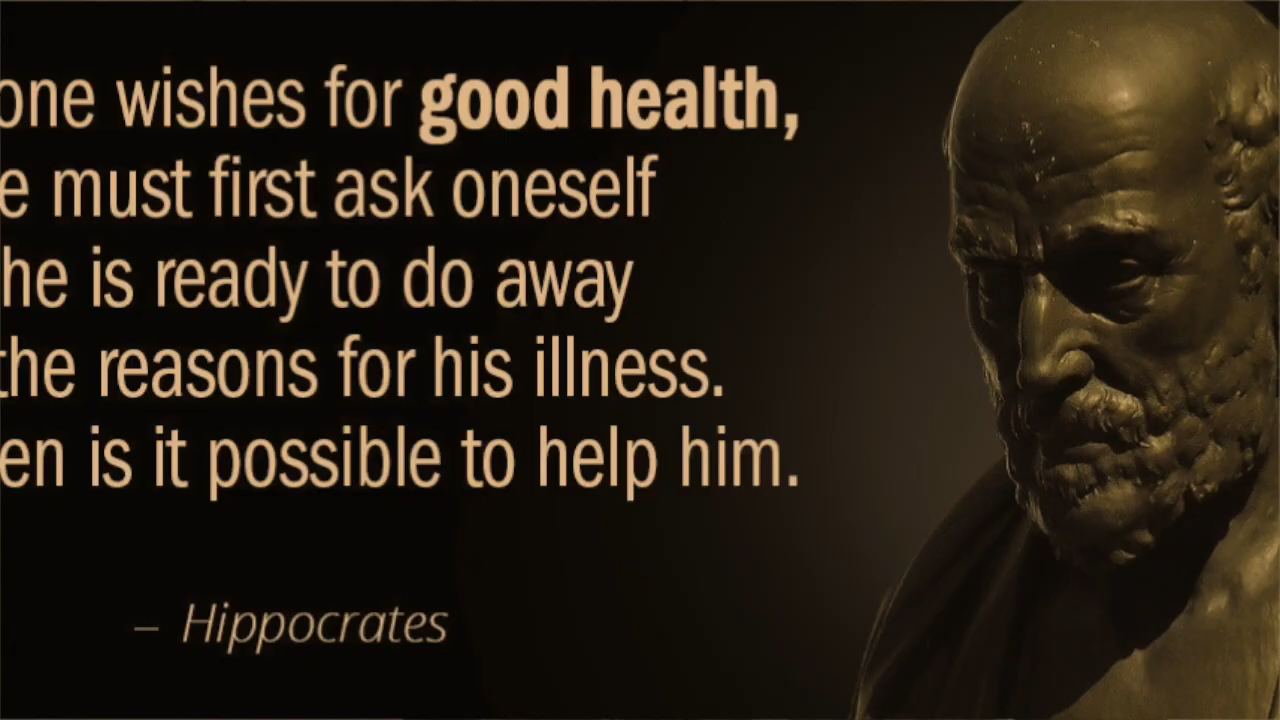 one wishes for good health,
e must first ask oneself
he is ready to do away
the reasons for his illness.
en is it possible to help him.
– Hippocrates